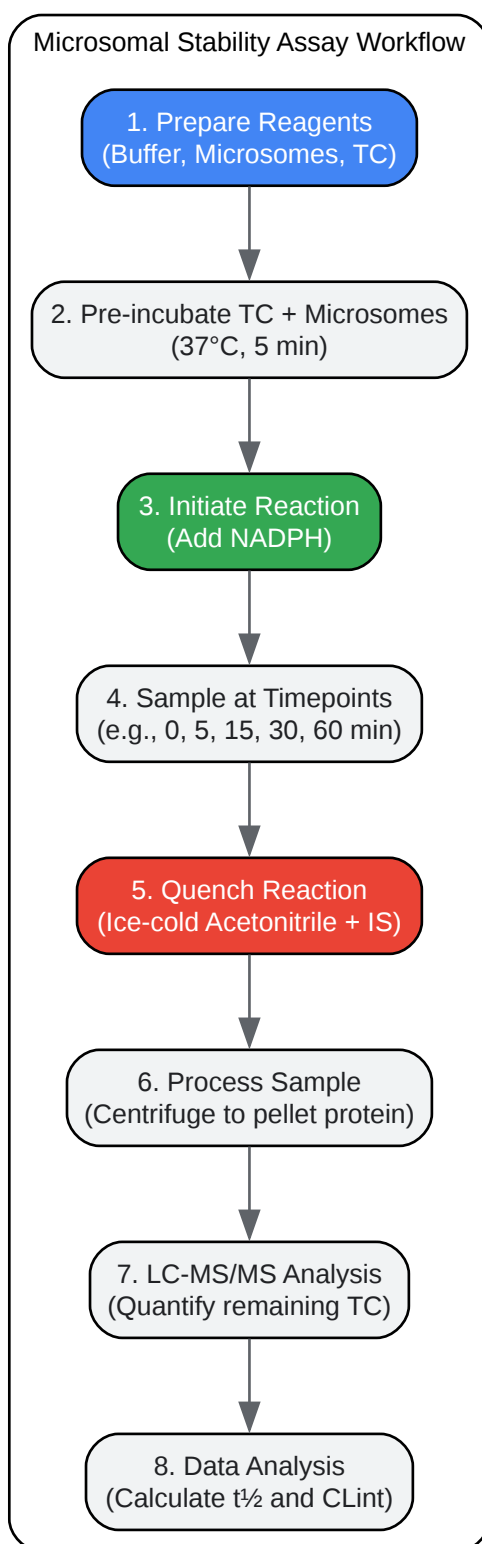 Microsomal Stability Assay Workflow
1. Prepare Reagents
(Buffer, Microsomes, TC)
2. Pre-incubate TC + Microsomes
(37°C, 5 min)
3. Initiate Reaction
(Add NADPH)
4. Sample at Timepoints
(e.g., 0, 5, 15, 30, 60 min)
5. Quench Reaction
(Ice-cold Acetonitrile + IS)
6. Process Sample
(Centrifuge to pellet protein)
7. LC-MS/MS Analysis
(Quantify remaining TC)
8. Data Analysis
(Calculate t½ and CLint)